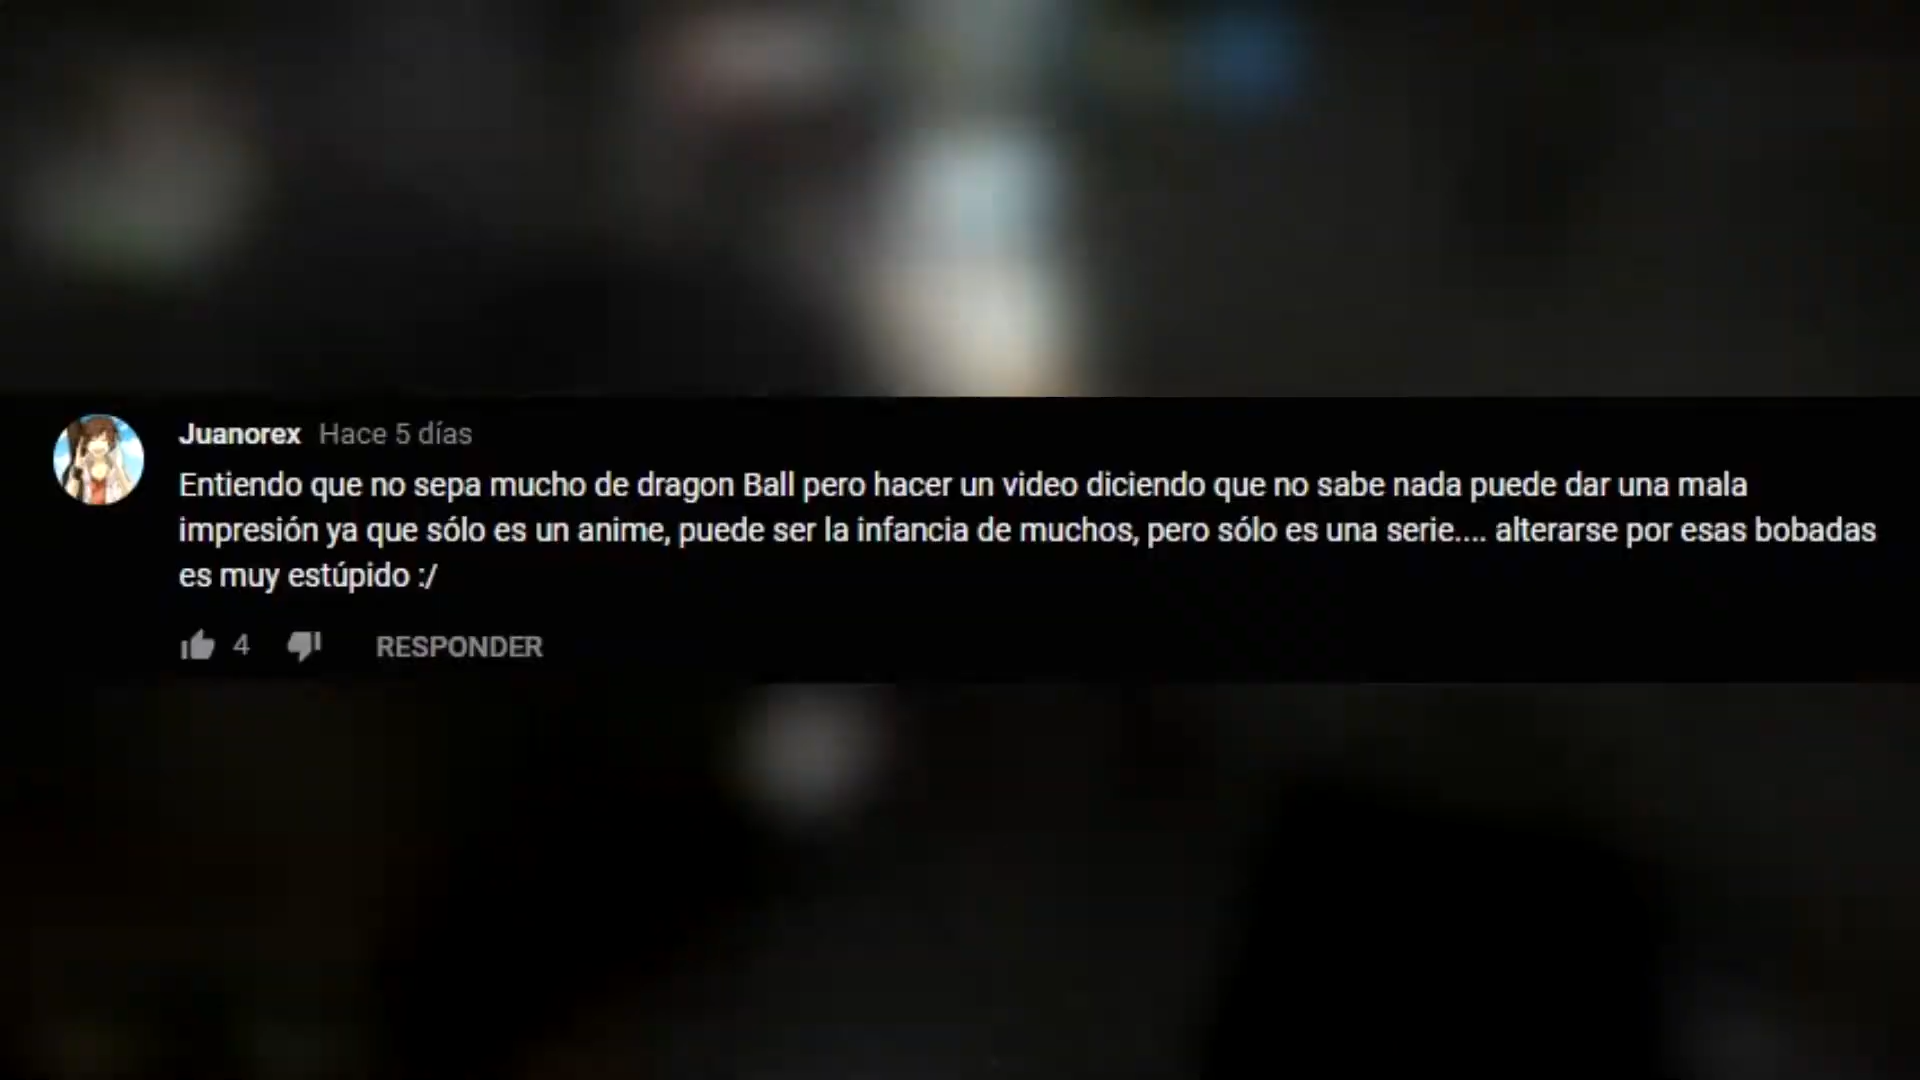 Juanorex Hace 5 días
Entiendo que no sepa mucho de dragon Ball pero hacer un video diciendo que no sabe nada puede dar una mala
impresión ya que sólo es un anime, puede ser la infancia de muchos, pero sólo es una serie.... alterarse por esas bobadas
es muy estúpido :/
4 RESPONDER